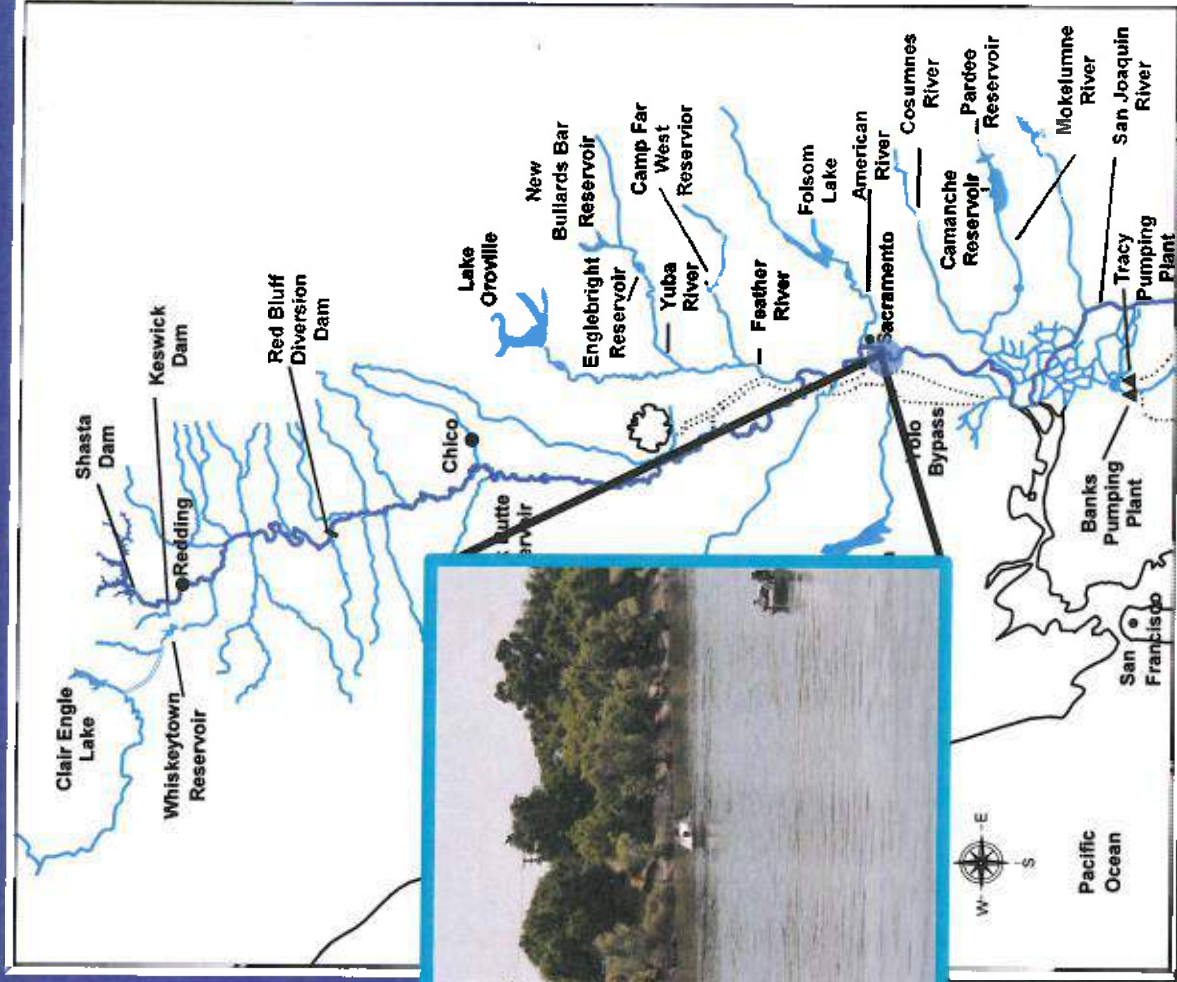 Clair Engle
Lake
Shasta
Dam
Keswick
Dam
Redding
Whiskeytown
Reservoir
Red Bluff
Diversion
Dam
Chico
Butte
Lake
Oroville
New
Bullards Bar
Reservoir
Englebright
Reservoir
Yuba
River
Camp Far
West
Reservior
Feather
River
Folsom
Lake
American
River
Sacramento
Cosumnes
River
Bypass
Camanche
Reservoir
Pardee
Reservoir
Mokelumne
River
San Joaquin
River
Tracy
Pumping
Plant
Banks
Pumping
Plant
San
Francisco
Pacific
Ocean
W
E
S